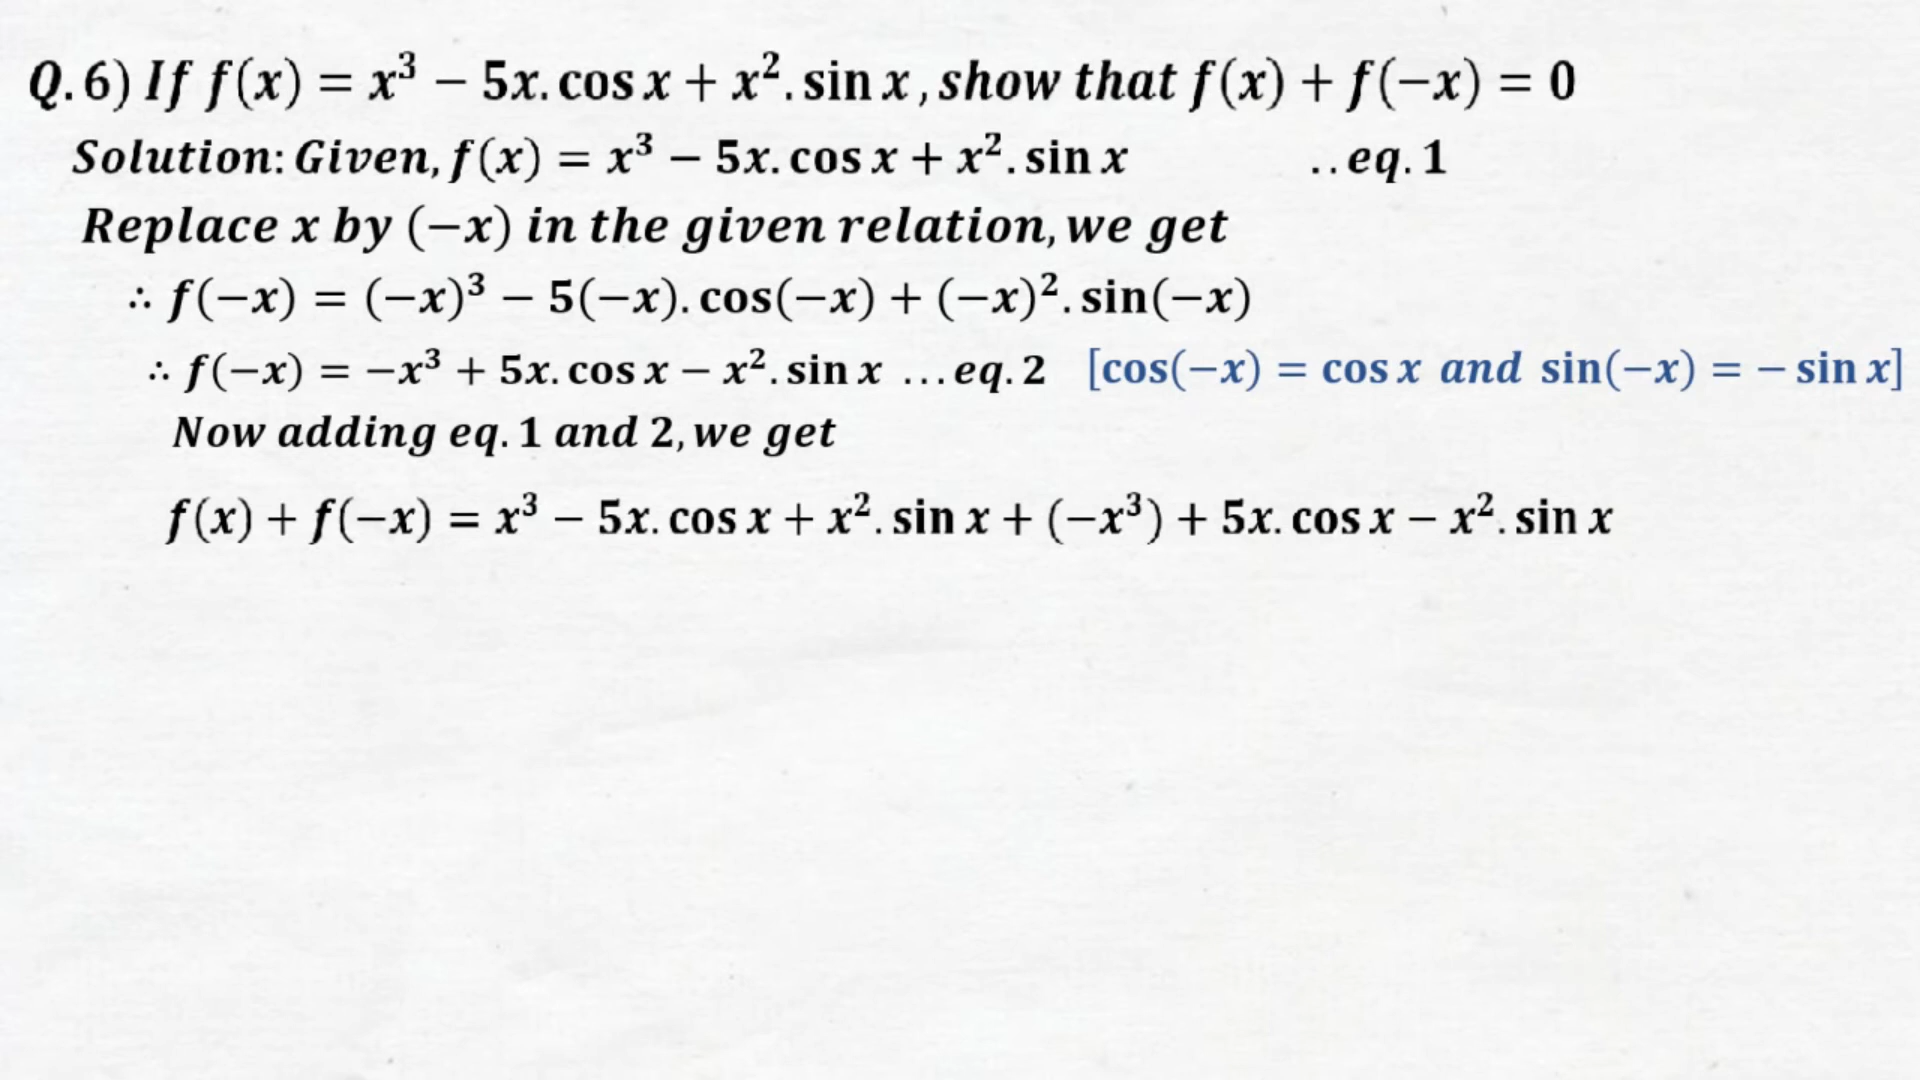 Q. 6) If f(x) = x³ − 5x. cos x + x². sin x , show that f(x) + f(−x) = 0
Solution: Given, f(x) = x³ − 5x. cos x + x². sin x . . eq. 1
Replace x by (−x) in the given relation, we get
∴ f(−x) = (−x)³ − 5(−x). cos(−x) + (−x)². sin(−x)
∴ f(−x) = −x³ + 5x. cos x − x². sin x … eq. 2 [cos(−x) = cos x and sin(−x) = − sin x]
Now adding eq. 1 and 2, we get
f(x) + f(−x) = x³ − 5x. cos x + x². sin x + (−x³) + 5x. cos x − x². sin x